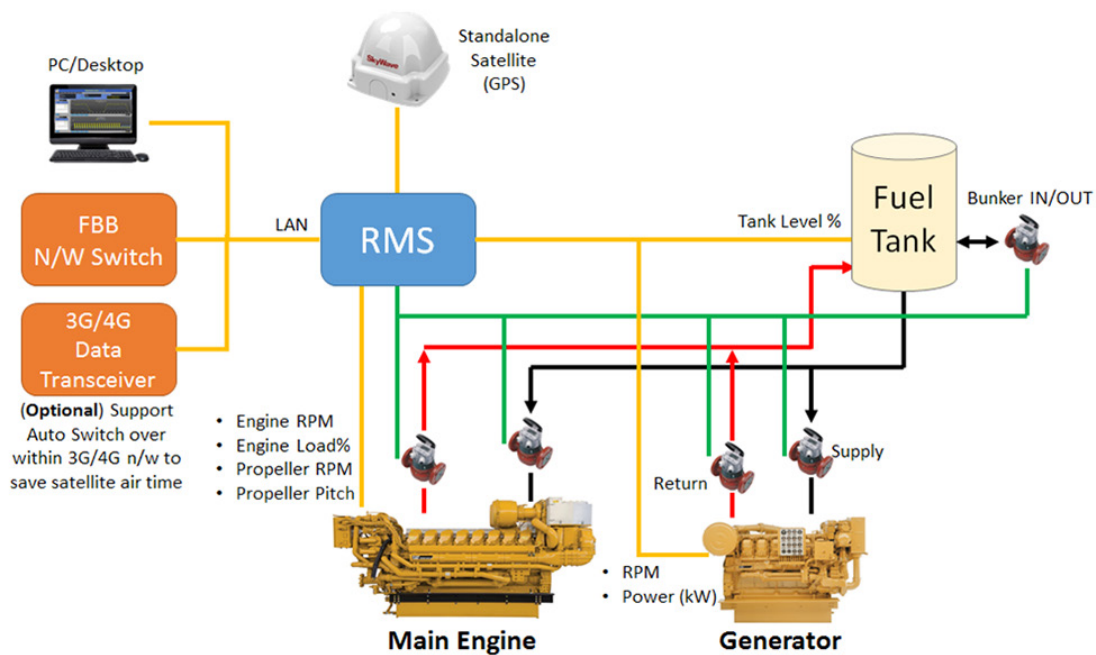 Standalone
Satellite
(GPS)
SkyWave
PC/Desktop
FBB
N/W Switch
LAN
RMS
Tank Level %
Fuel
Tank
Bunker IN/OUT
3G/4G
Data
Transceiver
(Optional) Support
Auto Switch over
within 3G/4G n/w to
save satellite air time
• Engine RPM
• Engine Load%
• Propeller RPM
• Propeller Pitch
Return
Supply
• RPM
• Power (kW)
Main Engine
Generator